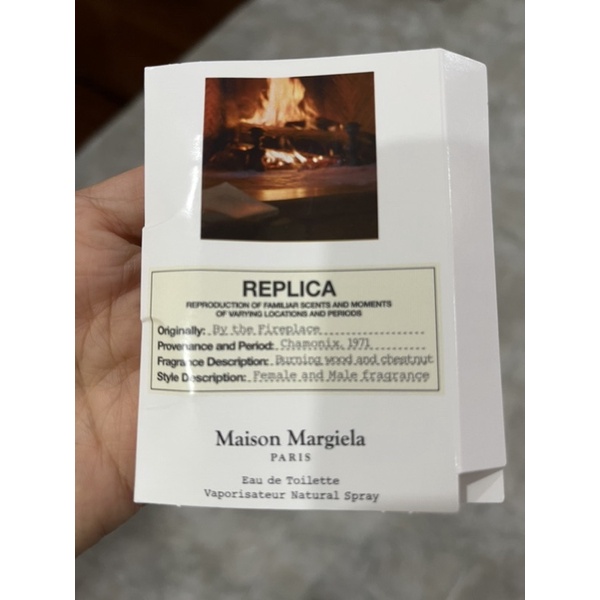 REPLICA
REPRODUCTION OF FAMILIAR SCENTS AND MOMENTS
OF VARYING LOCATIONS AND PERIODS
Originally: By the Fireplace
Provenance and Period: Chamonix, 1971
Fragrance Description: Burning wood and chestnut
Style Description: Female and Male fragrance
Maison Margiela
PARIS
Eau de Toilette
Vaporisateur Natural Spray